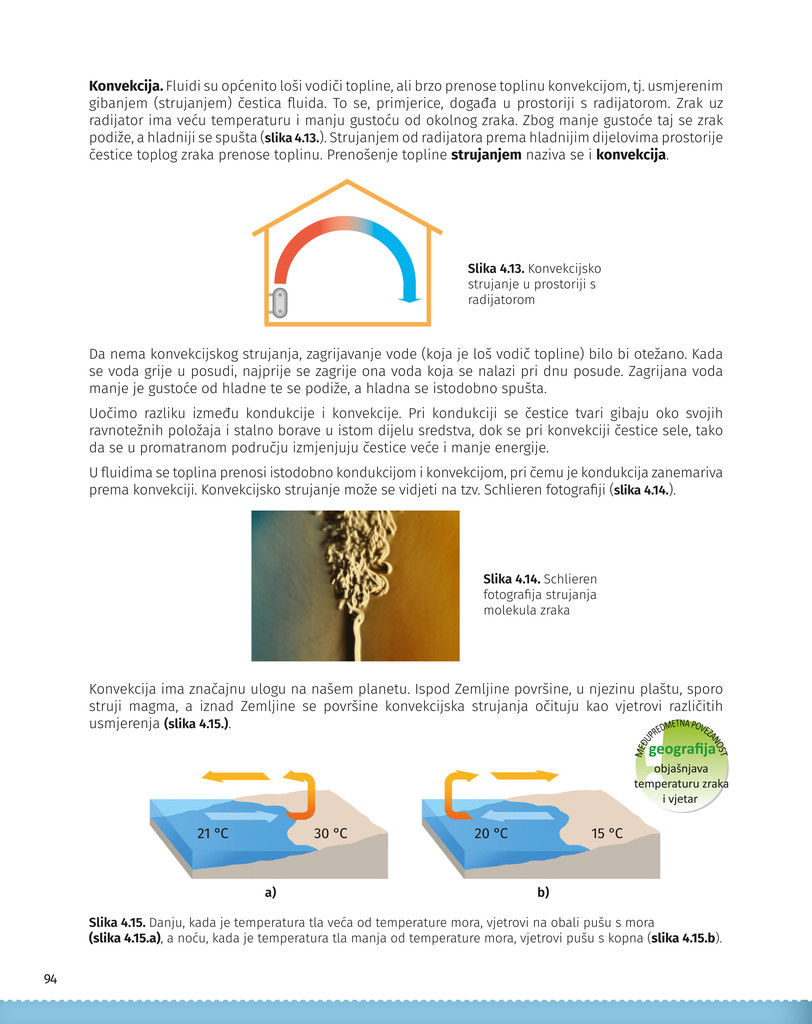 Konvekcija. Fluidi su općenito loši vodiči topline, ali brzo prenose toplinu konvekcijom, tj. usmjerenim
gibanjem (strujanjem) čestica fluida. To se, primjerice, događa u prostoriji s radijatorom. Zrak uz
radijator ima veću temperaturu i manju gustoću od okolnog zraka. Zbog manje gustoće taj se zrak
podiže, a hladniji se spušta (slika 4.13.). Strujanjem od radijatora prema hladnijim dijelovima prostorije
čestice toplog zraka prenose toplinu. Prenošenje topline strujanjem naziva se i konvekcija.
Slika 4.13. Konvekcijsko
strujanje u prostoriji s
radijatorom
Da nema konvekcijskog strujanja, zagrijavanje vode (koja je loš vodič topline) bilo bi otežano. Kada
se voda grije u posudi, najprije se zagrije ona voda koja se nalazi pri dnu posude. Zagrijana voda
manje je gustoće od hladne te se podiže, a hladna se istodobno spušta.
Uočimo razliku između kondukcije i konvekcije. Pri kondukciji se čestice tvari gibaju oko svojih
ravnotežnih položaja i stalno borave u istom dijelu sredstva, dok se pri konvekciji čestice sele, tako
da se u promatranom području izmjenjuju čestice veće i manje energije.
U fluidima se toplina prenosi istodobno kondukcijom i konvekcijom, pri čemu je kondukcija zanemariva
prema konvekciji. Konvekcijsko strujanje može se vidjeti na tzv. Schlieren fotografiji (slika 4.14.).
Slika 4.14. Schlieren
fotografija strujanja
molekula zraka
Konvekcija ima značajnu ulogu na našem planetu. Ispod Zemljine površine, u njezinu plaštu, sporo
struji magma, a iznad Zemljine se površine konvekcijska strujanja očituju kao vjetrovi različitih
usmjerenja (slika 4.15.).
MEĐUPREDMETNA POVEZANOST
geografija
objašnjava
temperaturu zraka
i vjetar
21 °C 30 °C
20 °C 15 °C
a)
b)
Slika 4.15. Danju, kada je temperatura tla veća od temperature mora, vjetrovi na obali pušu s mora
(slika 4.15.a), a noću, kada je temperatura tla manja od temperature mora, vjetrovi pušu s kopna (slika 4.15.b).
94